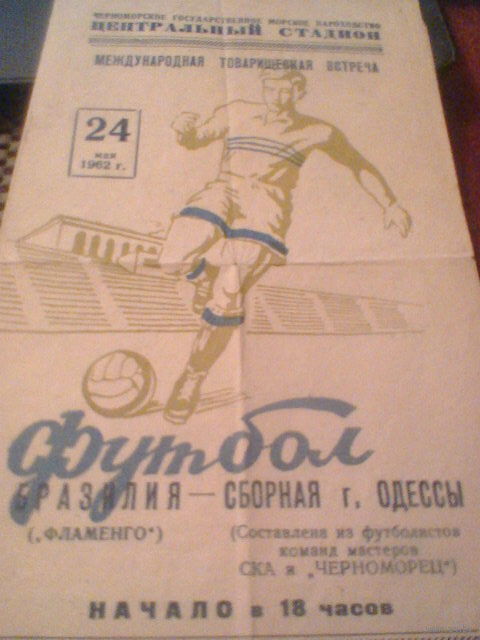 ЧЕРНОМОРСКОЕ ГОСУДАРСТВЕННОЕ МОРСКОЕ ПАРОХОДСТВО
ЦЕНТРАЛЬНЫЙ СТАДИОН
МЕЖДУНАРОДНАЯ ТОВАРИЩЕСКАЯ ВСТРЕЧА
24
мая
1962 г.
Футбол
БРАЗИЛИЯ — СБОРНАЯ г. ОДЕССЫ
(„ФЛАМЕНГО“) (Составлена из футболистов
команд мастеров
СКА и „ЧЕРНОМОРЕЦ“)
НАЧАЛО в 18 часов